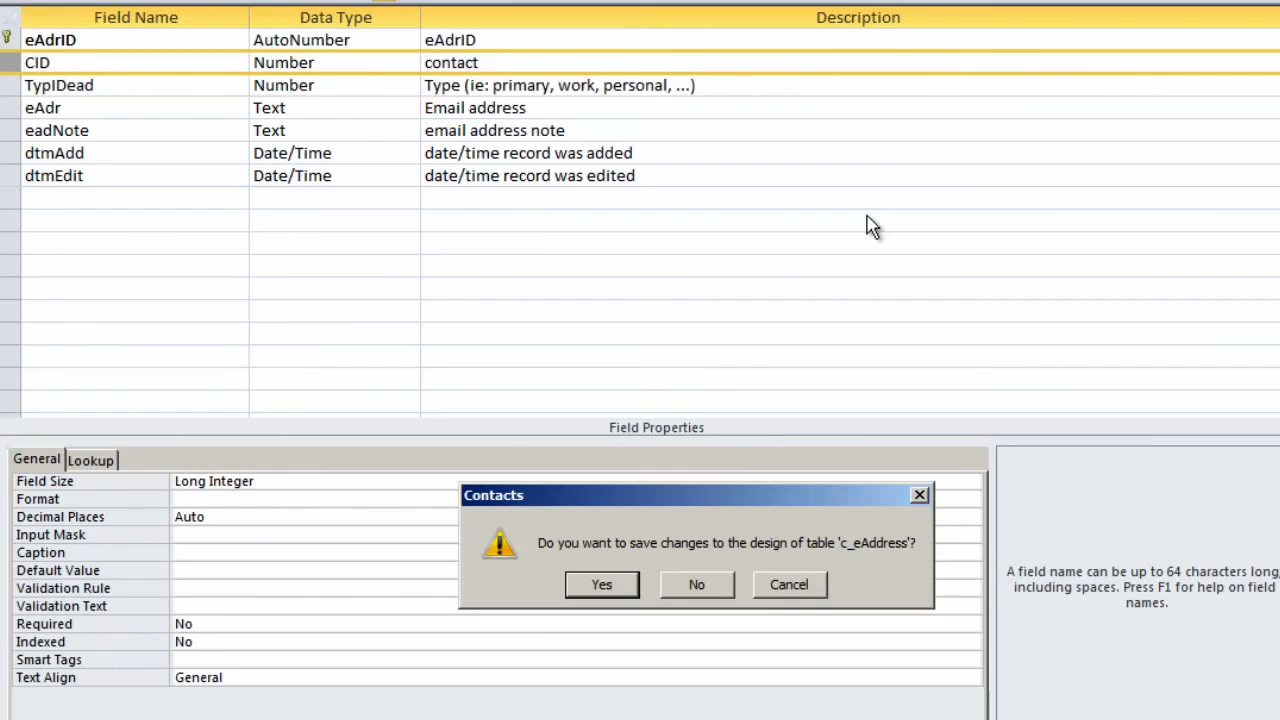 Field Name Data Type Description
eAdrID AutoNumber eAdrID
CID Number contact
TypIDead Number Type (ie: primary, work, personal, ...)
eAdr Text Email address
eadNote Text email address note
dtmAdd Date/Time date/time record was added
dtmEdit Date/Time date/time record was edited
Field Properties
General Lookup
Field Size Long Integer
Format
Decimal Places Auto
Input Mask
Caption
Default Value
Validation Rule
Validation Text
Required No
Indexed No
Smart Tags
Text Align General
Contacts
Do you want to save changes to the design of table 'c_eAddress'?
Yes No Cancel
A field name can be up to 64 characters long,
including spaces. Press F1 for help on field
names.